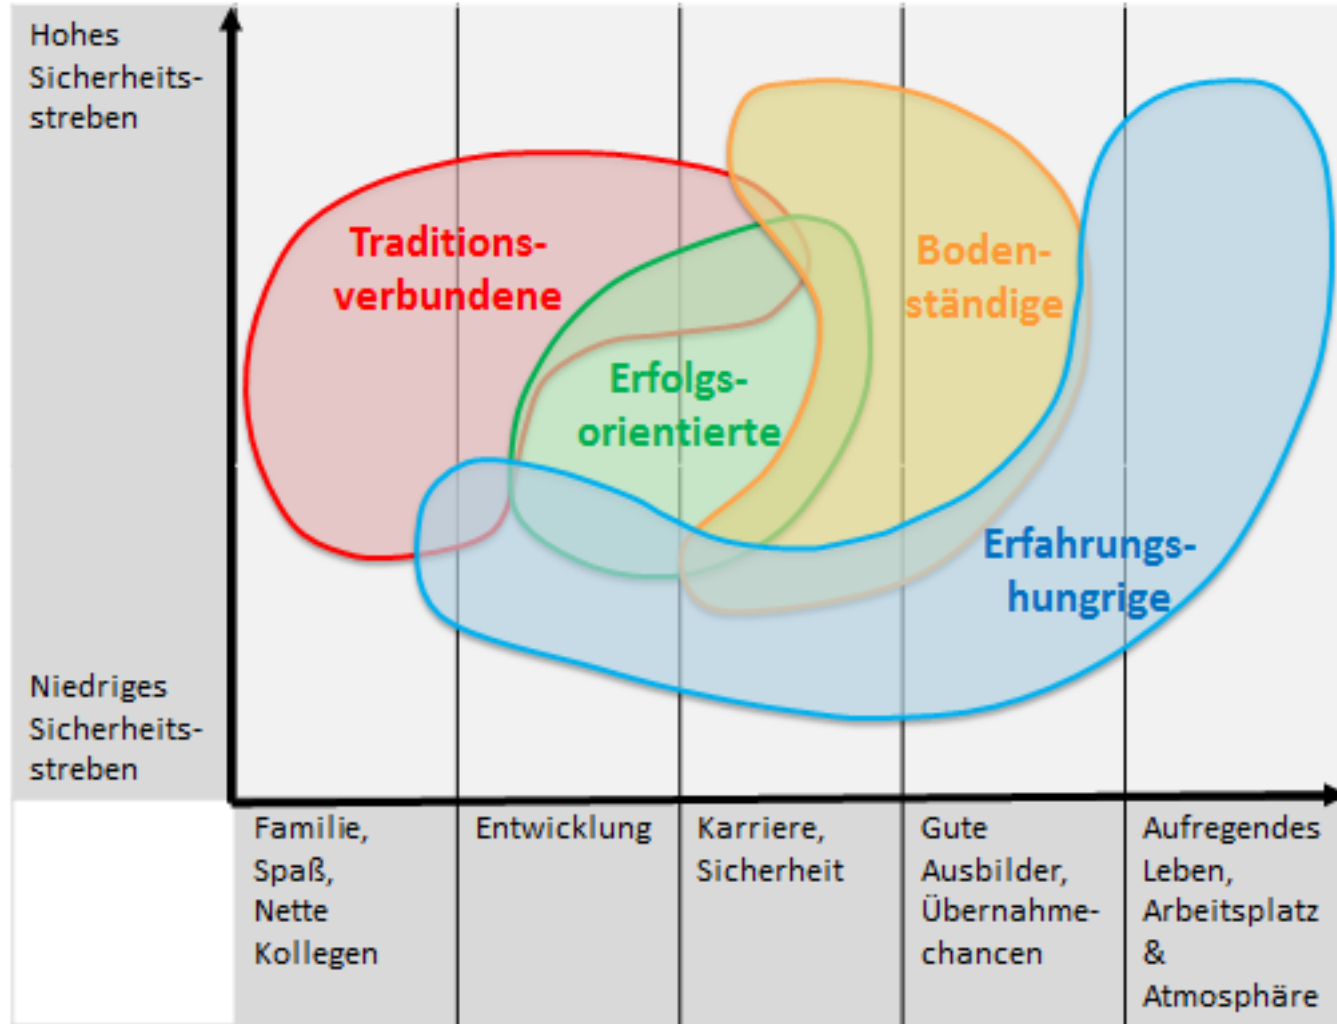 Hohes
Sicherheits-
streben
Traditions-
verbundene
Boden-
ständige
Erfolgs-
orientierte
Erfahrungs-
hungrige
Niedriges
Sicherheits-
streben
Familie,
Spaß,
Nette
Kollegen
Entwicklung
Karriere,
Sicherheit
Gute
Ausbilder,
Übernahme-
chancen
Aufregendes
Leben,
Arbeitsplatz
&
Atmosphäre